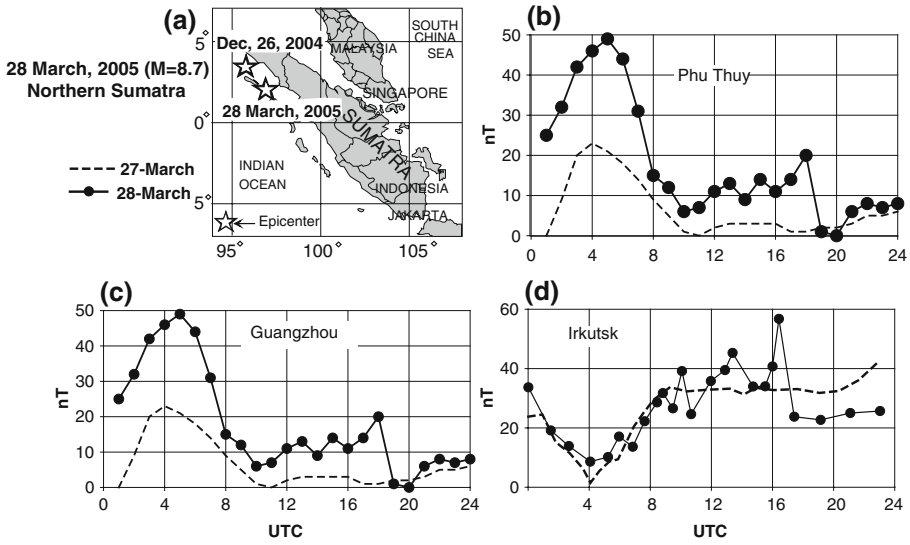 (a)
5°
0°
5°
95°
100°
105°
Dec, 26, 2004
28 March, 2005 (M=8.7)
Northern Sumatra
28 March, 2005
MALAYSIA
SOUTH
CHINA
SEA
SINGAPORE
SUMATRA
INDIAN
OCEAN
INDONESIA
JAKARTA
Epicenter
27-March
28-March
(b)
Phu Thuy
nT
50
40
30
20
10
0
0 4 8 12 16 20 24
(c)
Guangzhou
nT
50
40
30
20
10
0
0 4 8 12 16 20 24
UTC
(d)
Irkutsk
nT
60
40
20
0
0 4 8 12 16 20 24
UTC